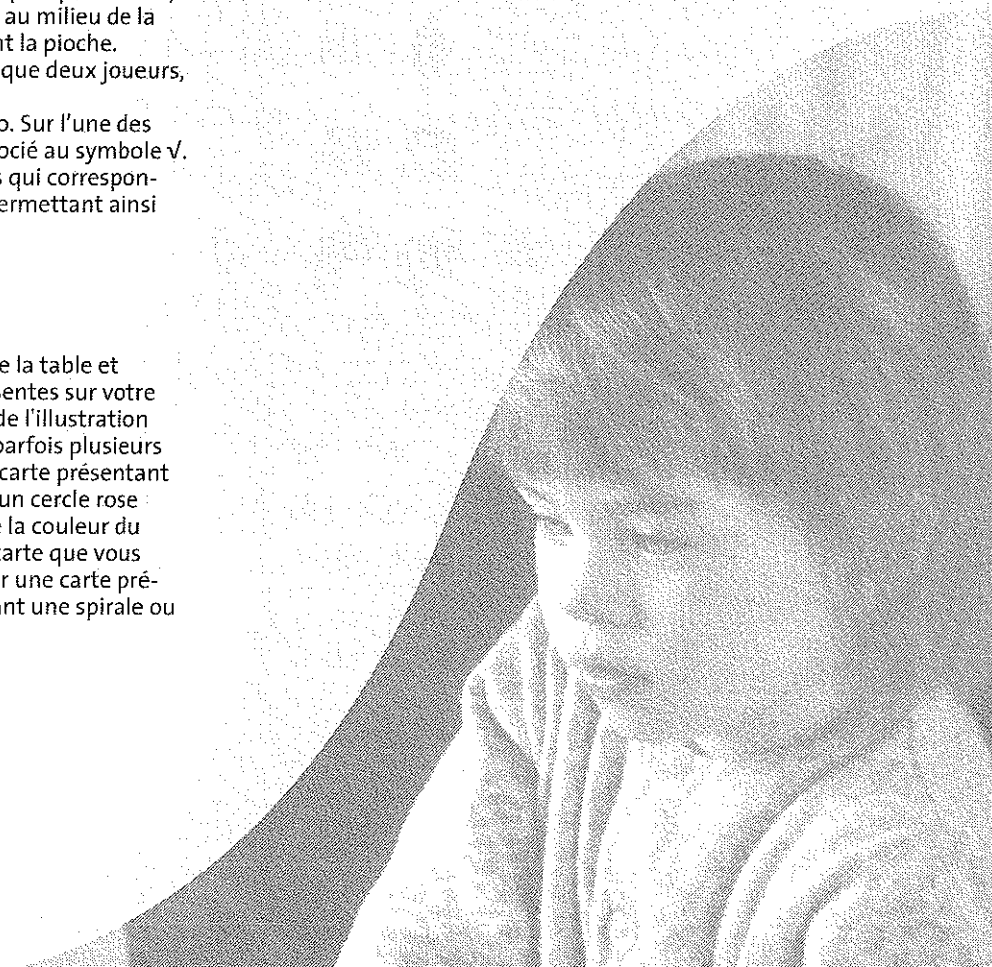 au milieu de la
nt la pioche.
que deux joueurs,
o. Sur l'une des
ocié au symbole √.
s qui correspon-
ermettant ainsi
e la table et
sentes sur votre
de l'illustration
parfois plusieurs
carte présentant
un cercle rose
e la couleur du
carte que vous
r une carte pré-
ant une spirale ou